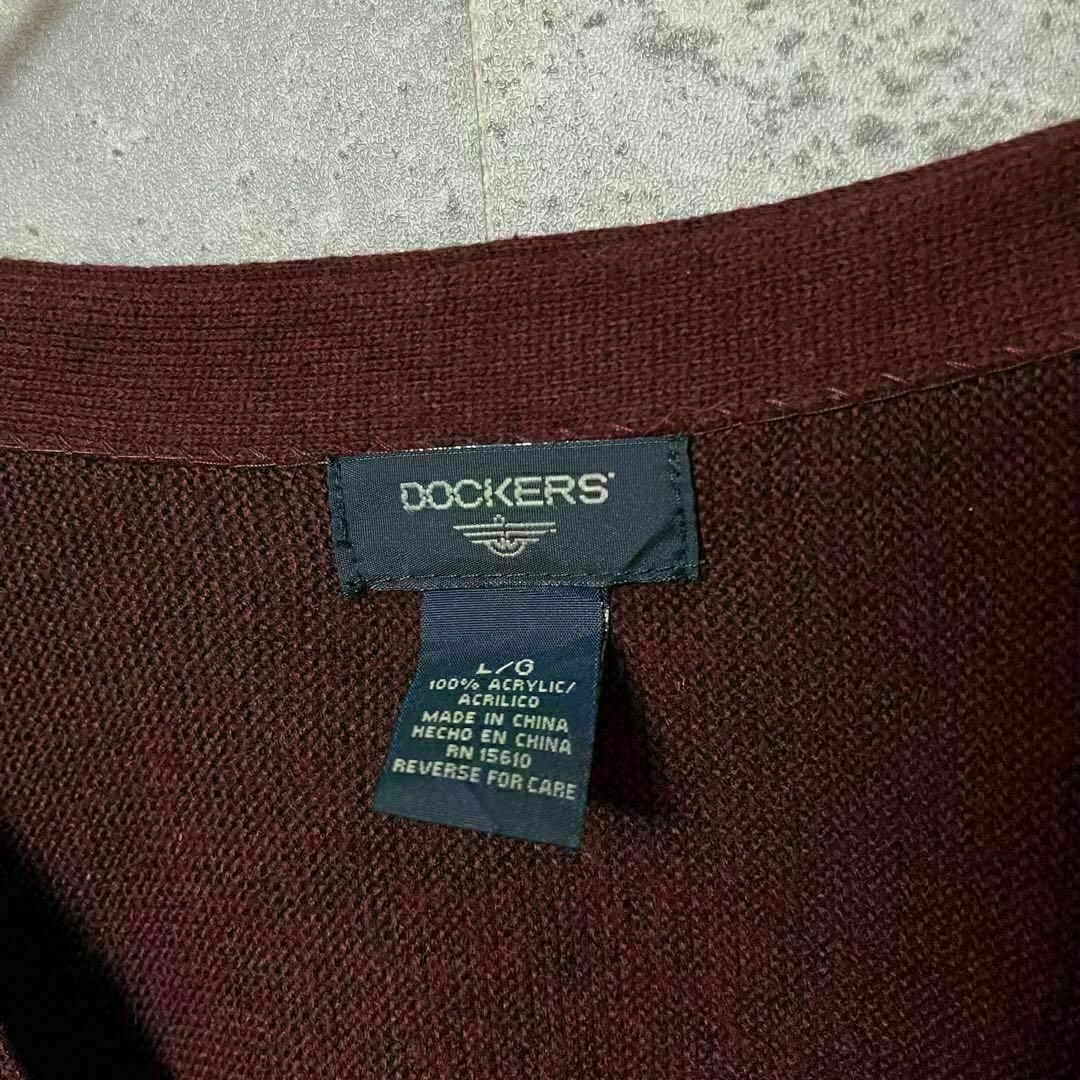 DOCKERS
L/G
100% ACRYLIC/
ACRILICO
MADE IN CHINA
HECHO EN CHINA
RN 15610
REVERSE FOR CARE